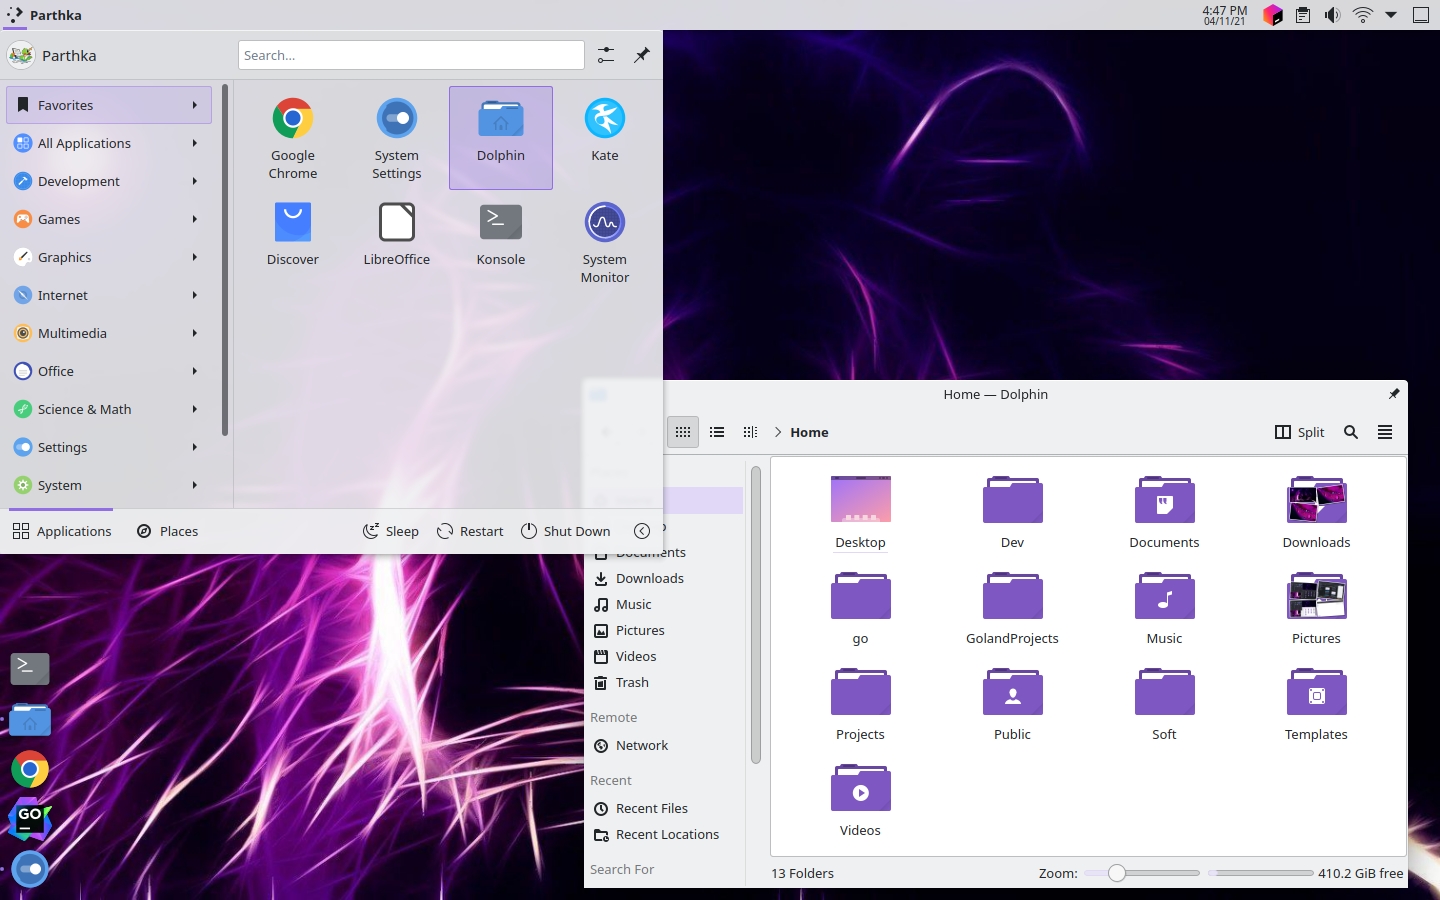 Parthka
4:47 PM
04/11/21
Parthka
Search...
Favorites
All Applications
Development
Games
Graphics
Internet
Multimedia
Office
Science & Math
Settings
System
Google
Chrome
System
Settings
Dolphin
Kate
Discover
LibreOffice
Konsole
System
Monitor
Applications
Places
Sleep
Restart
Shut Down
Home — Dolphin
Home
Split
Documents
Downloads
Music
Pictures
Videos
Trash
Remote
Network
Recent
Recent Files
Recent Locations
Search For
Desktop
Dev
Documents
Downloads
go
GolandProjects
Music
Pictures
Projects
Public
Soft
Templates
Videos
13 Folders
Zoom:
410.2 GiB free
GO